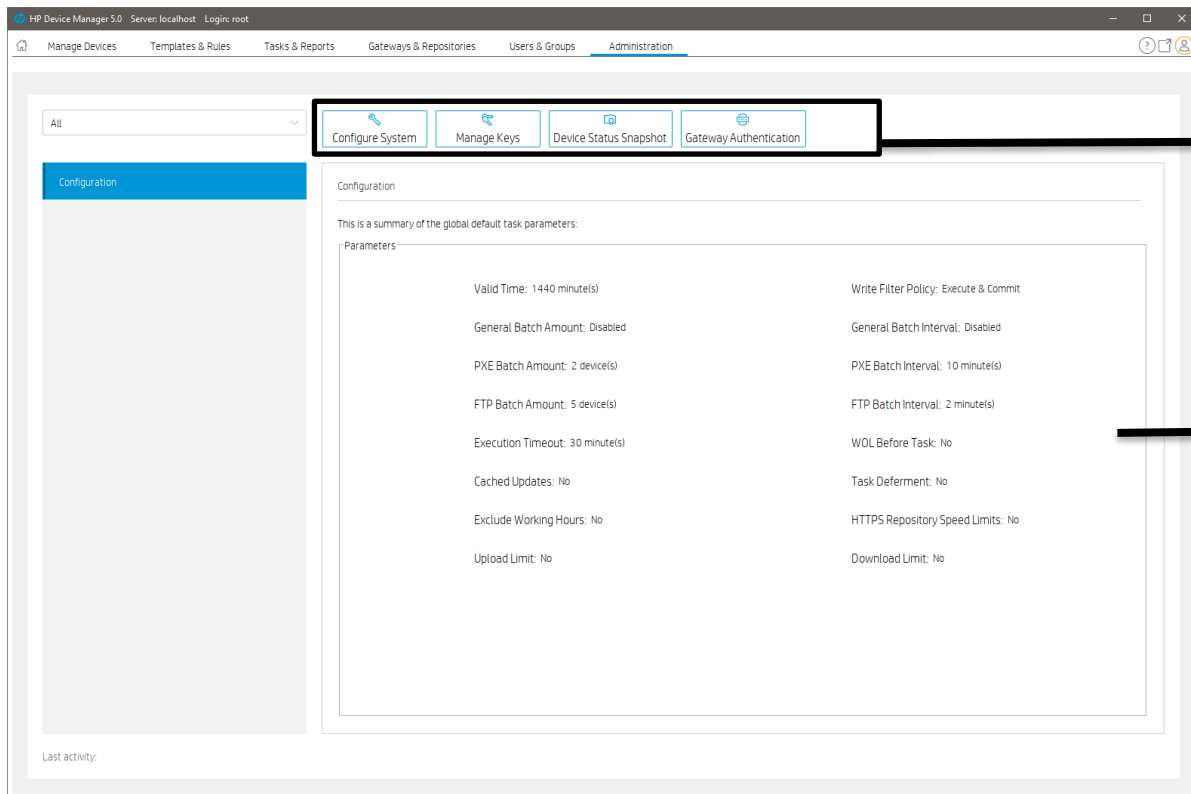 HP Device Manager 5.0 Server: localhost Login: root
Manage Devices Templates & Rules Tasks & Reports Gateways & Repositories Users & Groups Administration
All
Configure System Manage Keys Device Status Snapshot Gateway Authentication
Configuration
Configuration
This is a summary of the global default task parameters:
Parameters
Valid Time: 1440 minute(s) Write Filter Policy: Execute & Commit
General Batch Amount: Disabled General Batch Interval: Disabled
PXE Batch Amount: 2 device(s) PXE Batch Interval: 10 minute(s)
FTP Batch Amount: 5 device(s) FTP Batch Interval: 2 minute(s)
Execution Timeout: 30 minute(s) WOL Before Task: No
Cached Updates: No Task Deferment: No
Exclude Working Hours: No HTTPS Repository Speed Limits: No
Upload Limit: No Download Limit: No
Last activity: